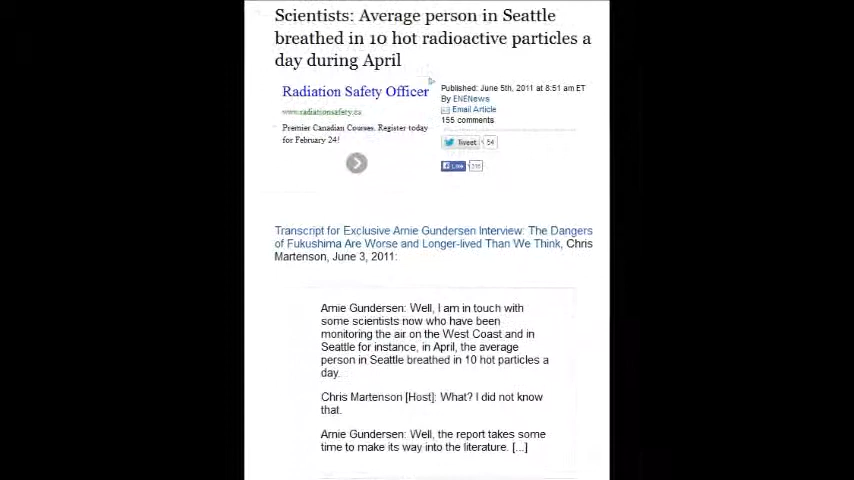 Scientists: Average person in Seattle
breathed in 10 hot radioactive particles a
day during April
Radiation Safety Officer
www.radiationsafety.ca
Premier Canadian Courses. Register today
for February 24!
Published: June 5th, 2011 at 8:51 am ET
By ENENews
Email Article
155 comments
Tweet 54
Like
Transcript for Exclusive Arnie Gundersen Interview: The Dangers
of Fukushima Are Worse and Longer-lived Than We Think, Chris
Martenson, June 3, 2011:
Arnie Gundersen: Well, I am in touch with
some scientists now who have been
monitoring the air on the West Coast and in
Seattle for instance, in April, the average
person in Seattle breathed in 10 hot particles a
day.
Chris Martenson [Host]: What? I did not know
that.
Arnie Gundersen: Well, the report takes some
time to make its way into the literature. [...]